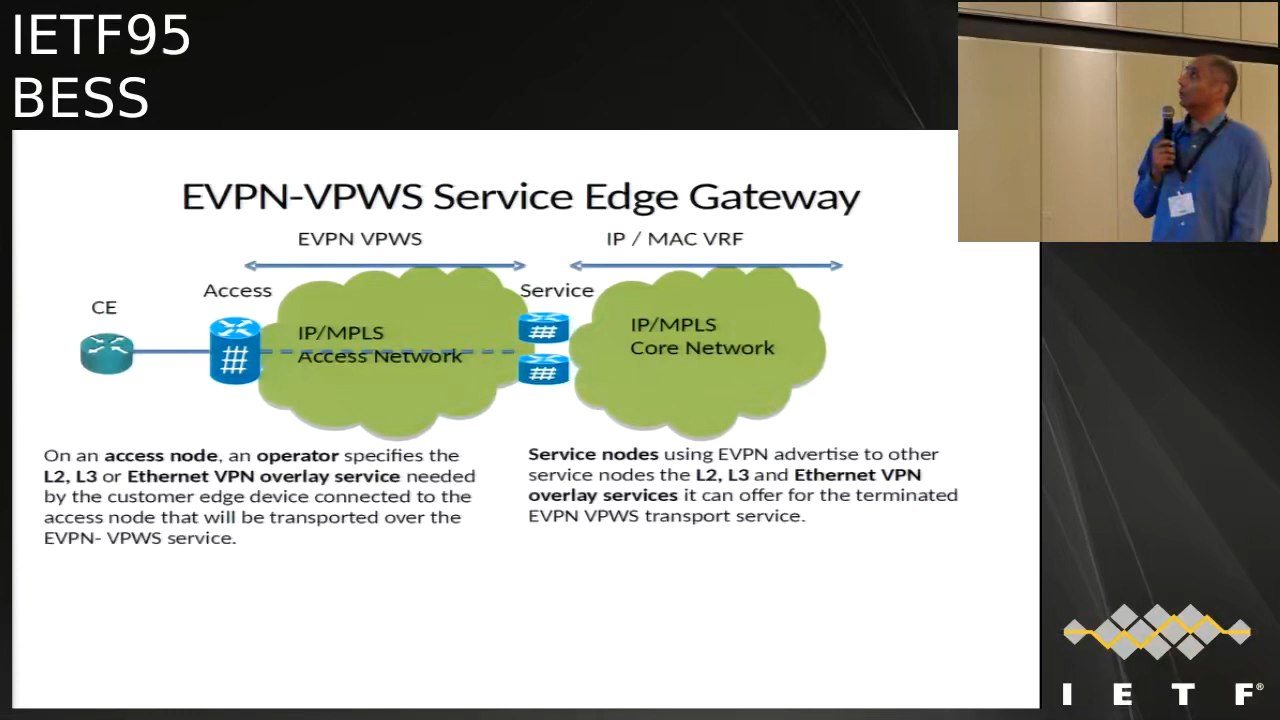 IETF95
BESS
EVPN-VPWS Service Edge Gateway
EVPN VPWS
IP / MAC VRF
Access
Service
CE
IP/MPLS
Access Network
IP/MPLS
Core Network
On an access node, an operator specifies the
L2, L3 or Ethernet VPN overlay service needed
by the customer edge device connected to the
access node that will be transported over the
EVPN- VPWS service.
Service nodes using EVPN advertise to other
service nodes the L2, L3 and Ethernet VPN
overlay services it can offer for the terminated
EVPN VPWS transport service.
I E T F®